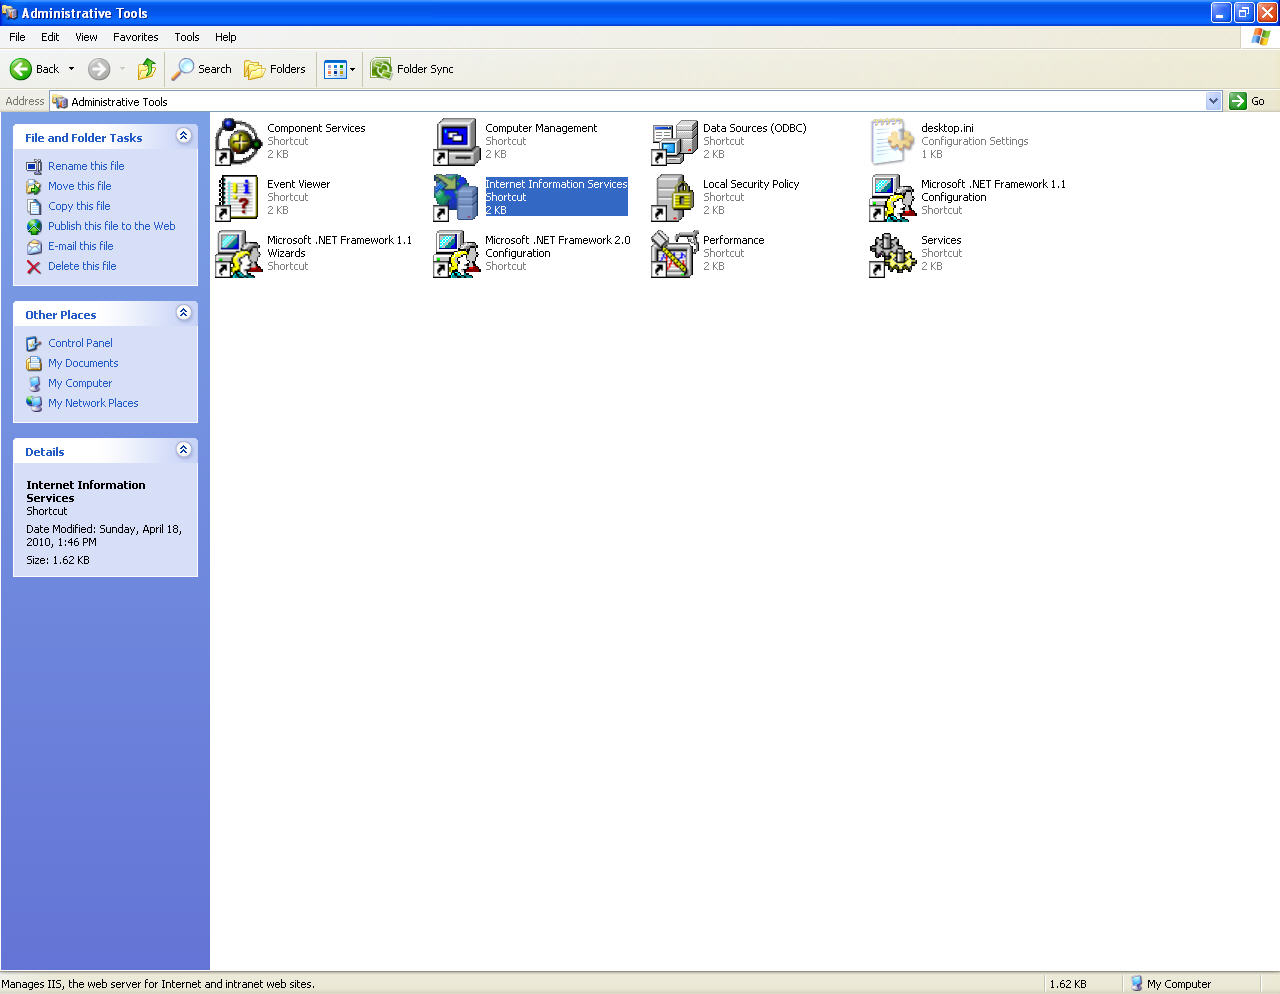 Administrative Tools
File Edit View Favorites Tools Help
Back Search Folders Folder Sync
Address Administrative Tools Go
File and Folder Tasks
Rename this file
Move this file
Copy this file
Publish this file to the Web
E-mail this file
Delete this file
Other Places
Control Panel
My Documents
My Computer
My Network Places
Details
Internet Information
Services
Shortcut
Date Modified: Sunday, April 18,
2010, 1:46 PM
Size: 1.62 KB
Component Services
Shortcut
2 KB
Computer Management
Shortcut
2 KB
Data Sources (ODBC)
Shortcut
2 KB
desktop.ini
Configuration Settings
1 KB
Event Viewer
Shortcut
2 KB
Internet Information Services
Shortcut
2 KB
Local Security Policy
Shortcut
2 KB
Microsoft .NET Framework 1.1
Configuration
Shortcut
Microsoft .NET Framework 1.1
Wizards
Shortcut
Microsoft .NET Framework 2.0
Configuration
Shortcut
Performance
Shortcut
2 KB
Services
Shortcut
2 KB
Manages IIS, the web server for Internet and intranet web sites. 1.62 KB My Computer